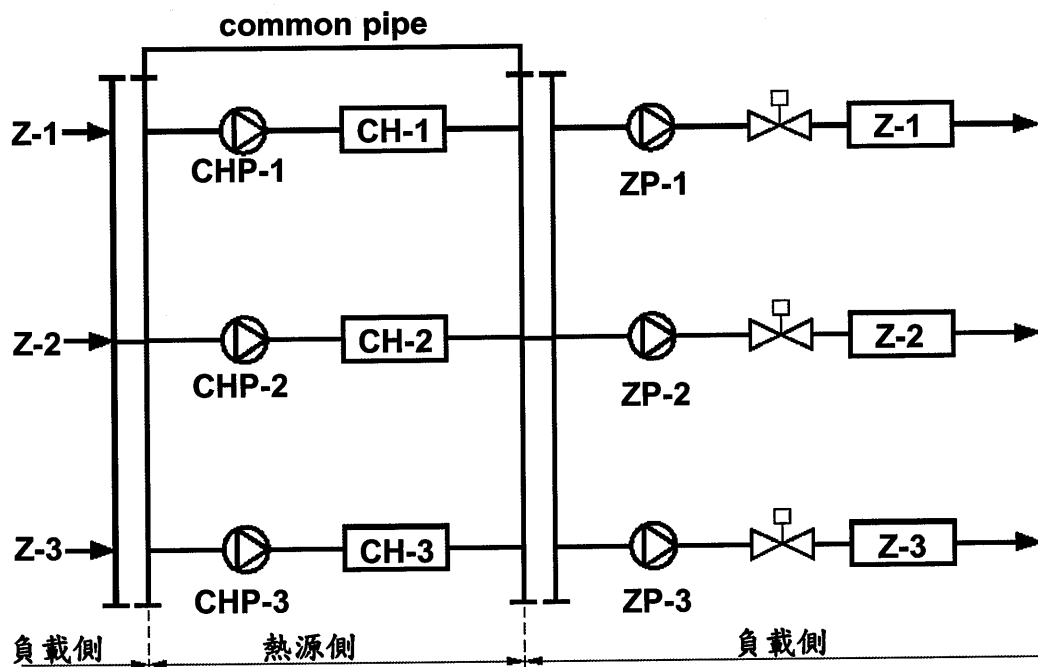 common pipe
Z-1
CHP-1
CH-1
ZP-1
Z-1
Z-2
CHP-2
CH-2
ZP-2
Z-2
Z-3
CHP-3
CH-3
ZP-3
Z-3
負載側
熱源側
負載側